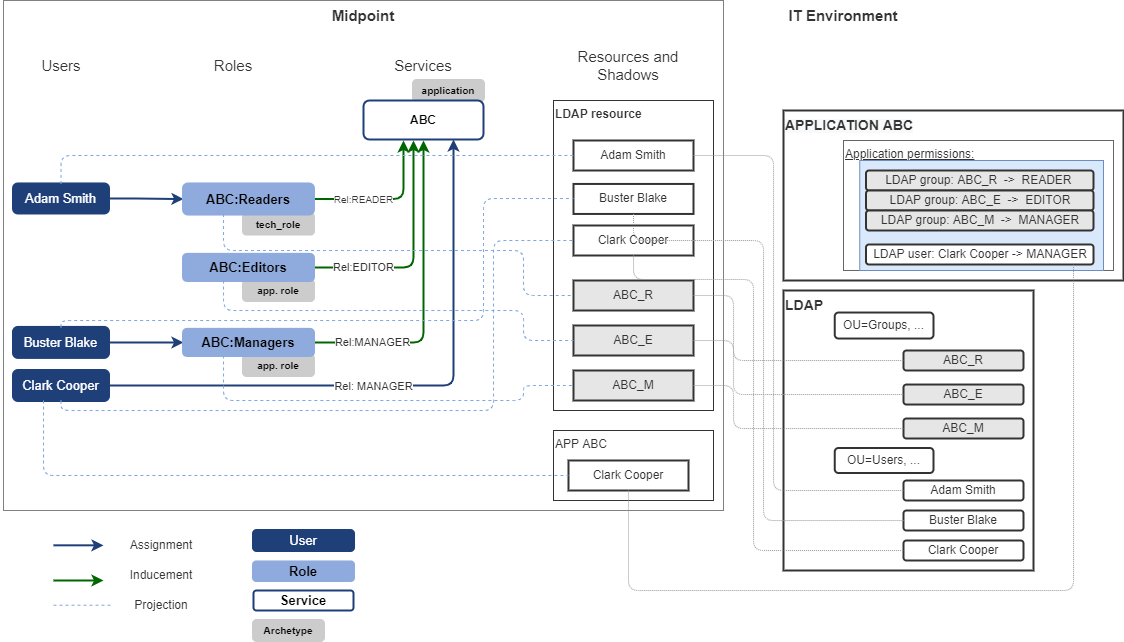 Midpoint
IT Environment
Users
Roles
Services
Resources and
Shadows
application
ABC
LDAP resource
Adam Smith
Buster Blake
Clark Cooper
ABC_R
ABC_E
ABC_M
APP ABC
Clark Cooper
Adam Smith
ABC:Readers
tech_role
Rel:READER
ABC:Editors
app. role
Rel:EDITOR
Buster Blake
ABC:Managers
app. role
Rel:MANAGER
Clark Cooper
Rel: MANAGER
APPLICATION ABC
Application permissions:
LDAP group: ABC_R -> READER
LDAP group: ABC_E -> EDITOR
LDAP group: ABC_M -> MANAGER
LDAP user: Clark Cooper -> MANAGER
LDAP
OU=Groups, ...
ABC_R
ABC_E
ABC_M
OU=Users, ...
Adam Smith
Buster Blake
Clark Cooper
Assignment
Inducement
Projection
User
Role
Service
Archetype